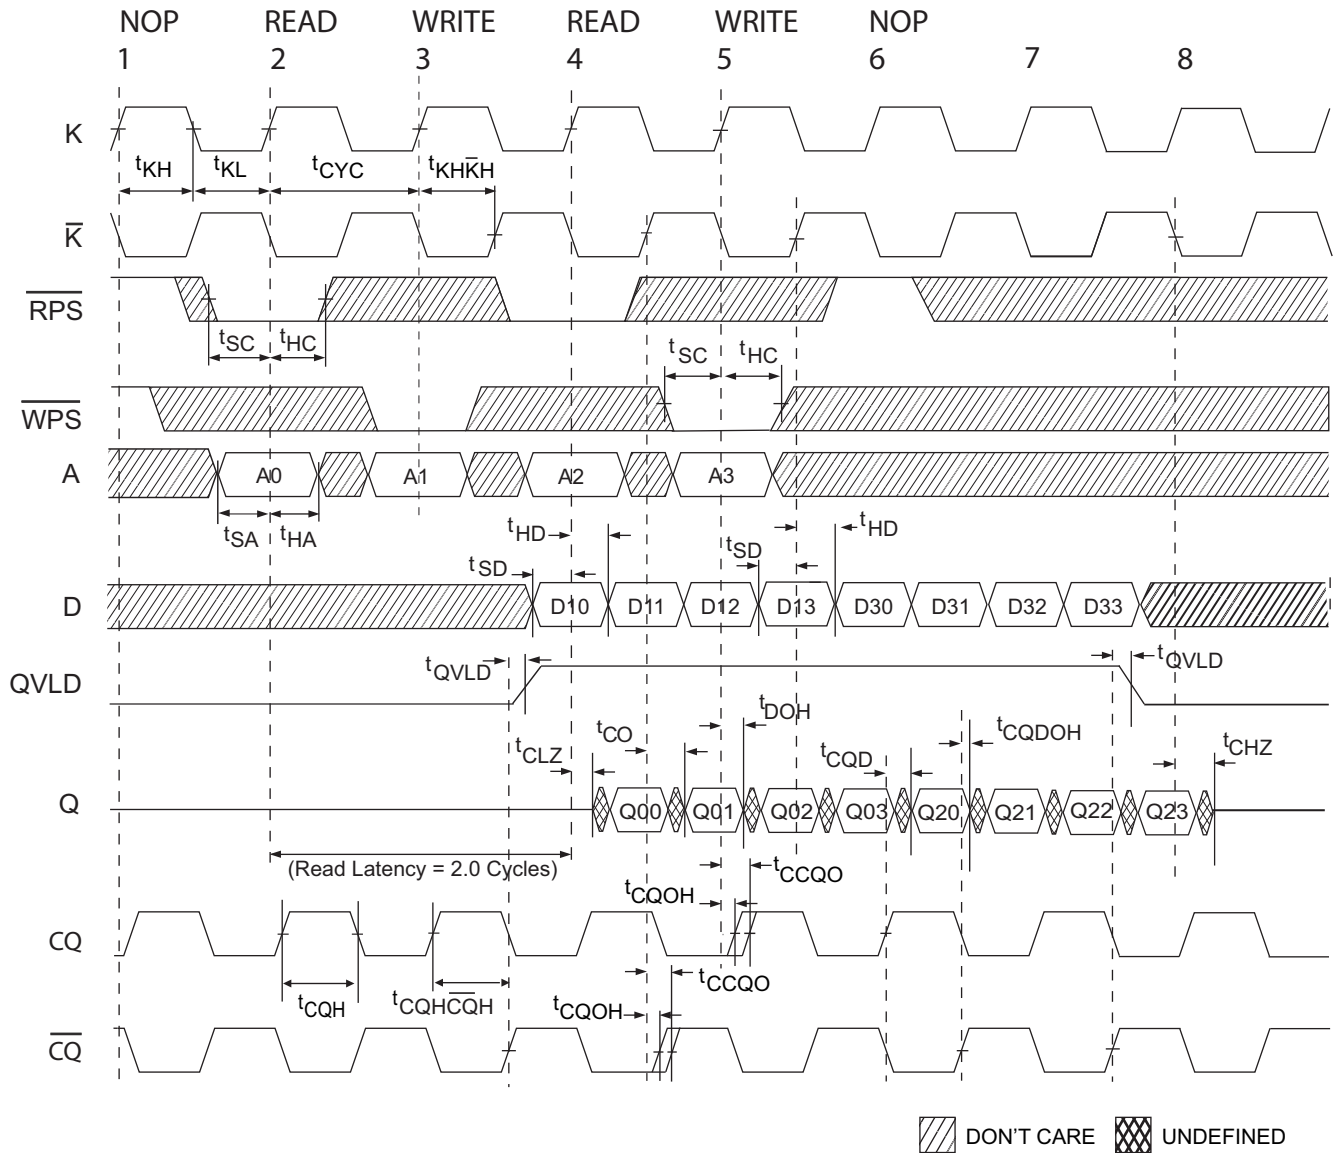 NOP READ WRITE READ WRITE NOP
1 2 3 4 5 6 7 8
K
tKH tKL tCYC tKHK̅H
K̅
R̅P̅S̅
tSC tHC
tSC tHC
W̅P̅S̅
A A0 A1 A2 A3
tSA tHA
tHD tHD
tSD tSD
D D10 D11 D12 D13 D30 D31 D32 D33
tQVLD tQVLD
QVLD
tCLZ tCO tDOH tCQD tCQDOH tCHZ
Q Q00 Q01 Q02 Q03 Q20 Q21 Q22 Q23
(Read Latency = 2.0 Cycles)
tCCQO
tCQOH
CQ
tCCQO
tCQH tCQHC̅Q̅H tCQOH
C̅Q̅
DON'T CARE UNDEFINED